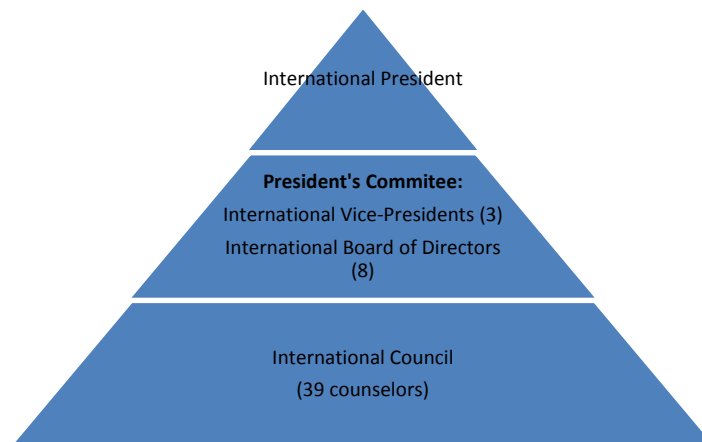 International President
President's Commitee:
International Vice-Presidents (3)
International Board of Directors
(8)
International Council
(39 counselors)